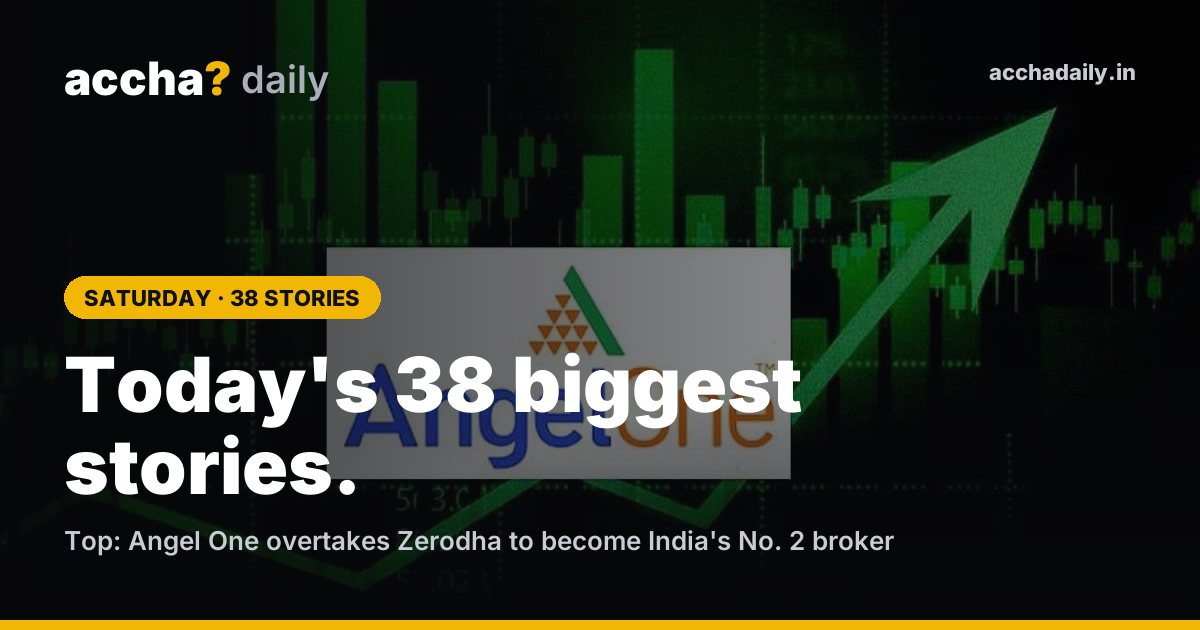 accha? daily
acchadaily.in
SATURDAY · 38 STORIES
Today's 38 biggest
stories.
AngelOne™
Top: Angel One overtakes Zerodha to become India's No. 2 broker